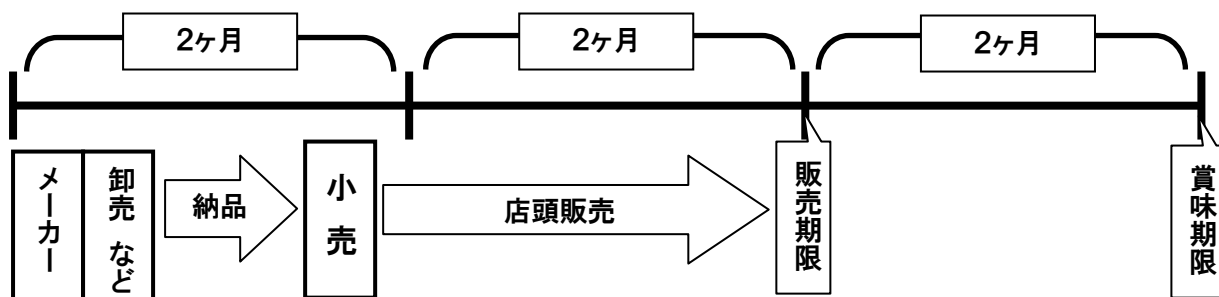 2ヶ月
2ヶ月
2ヶ月
メーカー
卸売 など
納品
小売
店頭販売
販売期限
賞味期限